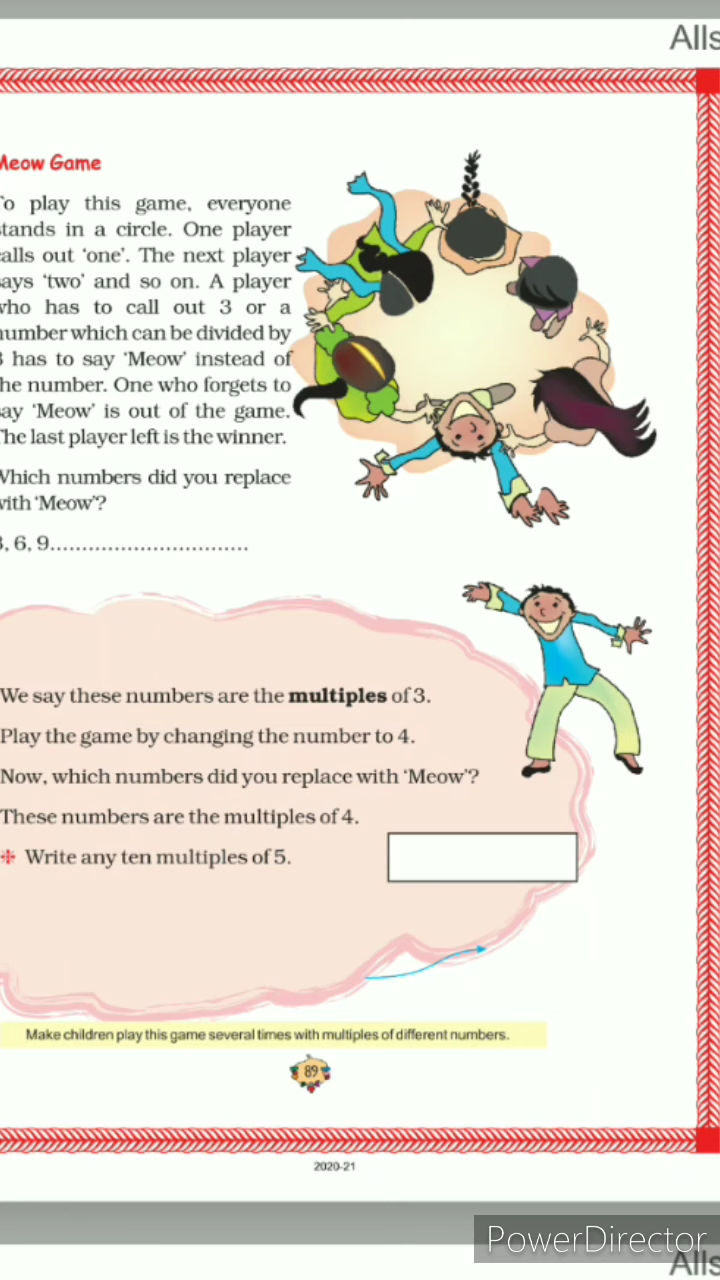 Alls
Meow Game
To play this game, everyone
stands in a circle. One player
calls out 'one'. The next player
says 'two' and so on. A player
who has to call out 3 or a
number which can be divided by
3 has to say 'Meow' instead of
the number. One who forgets to
say 'Meow' is out of the game.
The last player left is the winner.
Which numbers did you replace
with 'Meow'?
3, 6, 9...............................
We say these numbers are the multiples of 3.
Play the game by changing the number to 4.
Now, which numbers did you replace with 'Meow'?
These numbers are the multiples of 4.
Write any ten multiples of 5.
Make children play this game several times with multiples of different numbers.
89
2020-21
PowerDirector
Alls